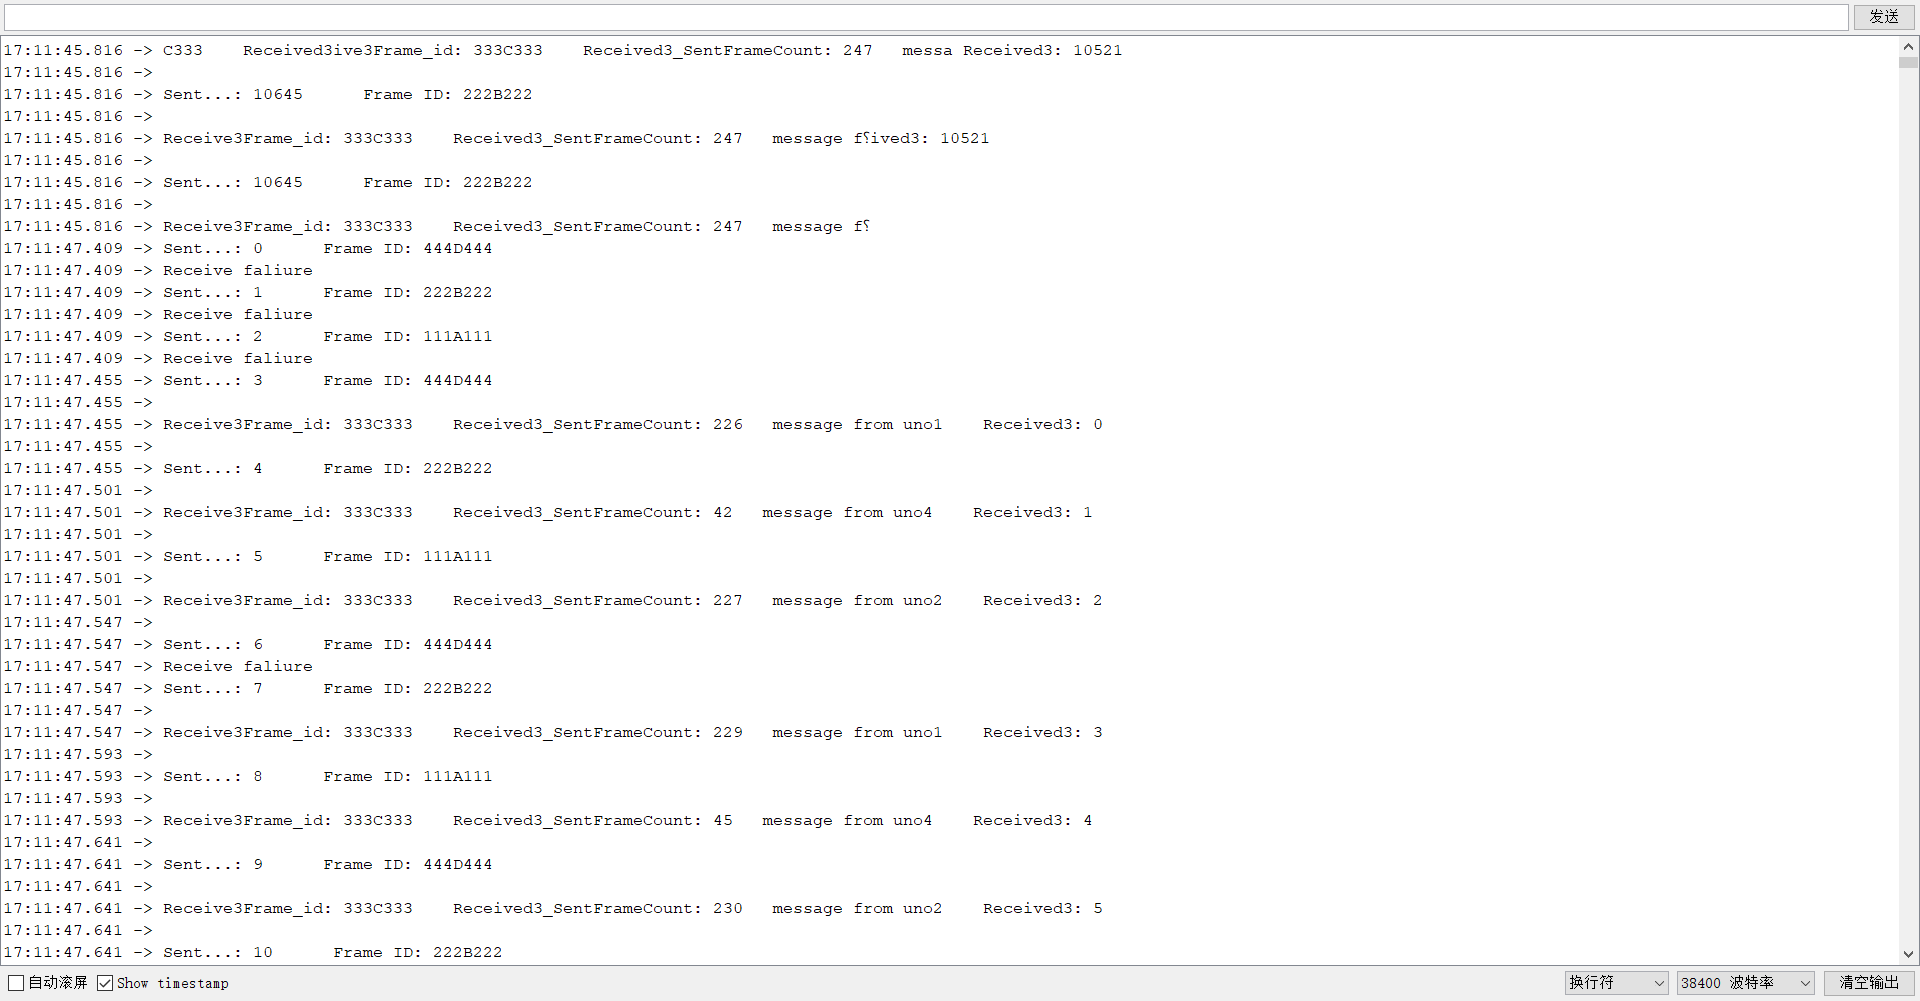 发送
17:11:45.816 -> C333    Received3ive3Frame_id: 333C333    Received3_SentFrameCount: 247   messa Received3: 10521
17:11:45.816 ->
17:11:45.816 -> Sent...: 10645      Frame ID: 222B222
17:11:45.816 ->
17:11:45.816 -> Receive3Frame_id: 333C333    Received3_SentFrameCount: 247   message f⸮ived3: 10521
17:11:45.816 ->
17:11:45.816 -> Sent...: 10645      Frame ID: 222B222
17:11:45.816 ->
17:11:45.816 -> Receive3Frame_id: 333C333    Received3_SentFrameCount: 247   message f⸮
17:11:47.409 -> Sent...: 0      Frame ID: 444D444
17:11:47.409 -> Receive faliure
17:11:47.409 -> Sent...: 1      Frame ID: 222B222
17:11:47.409 -> Receive faliure
17:11:47.409 -> Sent...: 2      Frame ID: 111A111
17:11:47.409 -> Receive faliure
17:11:47.455 -> Sent...: 3      Frame ID: 444D444
17:11:47.455 ->
17:11:47.455 -> Receive3Frame_id: 333C333    Received3_SentFrameCount: 226   message from uno1    Received3: 0
17:11:47.455 ->
17:11:47.455 -> Sent...: 4      Frame ID: 222B222
17:11:47.501 ->
17:11:47.501 -> Receive3Frame_id: 333C333    Received3_SentFrameCount: 42   message from uno4    Received3: 1
17:11:47.501 ->
17:11:47.501 -> Sent...: 5      Frame ID: 111A111
17:11:47.501 ->
17:11:47.501 -> Receive3Frame_id: 333C333    Received3_SentFrameCount: 227   message from uno2    Received3: 2
17:11:47.547 ->
17:11:47.547 -> Sent...: 6      Frame ID: 444D444
17:11:47.547 -> Receive faliure
17:11:47.547 -> Sent...: 7      Frame ID: 222B222
17:11:47.547 ->
17:11:47.547 -> Receive3Frame_id: 333C333    Received3_SentFrameCount: 229   message from uno1    Received3: 3
17:11:47.593 ->
17:11:47.593 -> Sent...: 8      Frame ID: 111A111
17:11:47.593 ->
17:11:47.593 -> Receive3Frame_id: 333C333    Received3_SentFrameCount: 45   message from uno4    Received3: 4
17:11:47.641 ->
17:11:47.641 -> Sent...: 9      Frame ID: 444D444
17:11:47.641 ->
17:11:47.641 -> Receive3Frame_id: 333C333    Received3_SentFrameCount: 230   message from uno2    Received3: 5
17:11:47.641 ->
17:11:47.641 -> Sent...: 10      Frame ID: 222B222
自动滚屏 Show timestamp 换行符 38400 波特率 清空输出